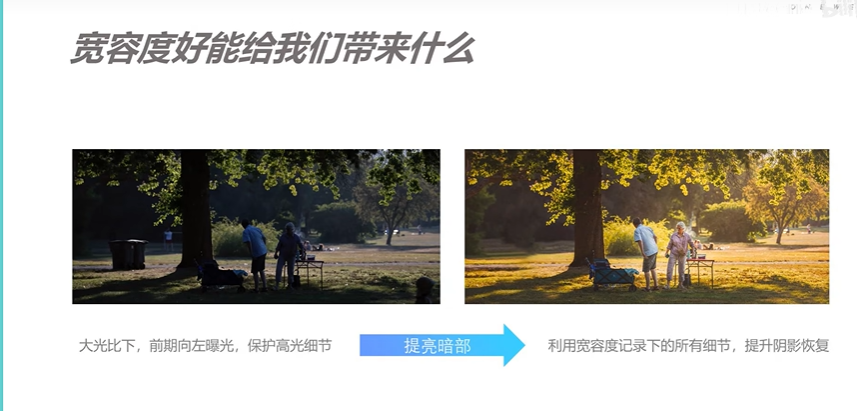 宽容度好能给我们带来什么
大光比下，前期向左曝光，保护高光细节
提亮暗部
利用宽容度记录下的所有细节，提升阴影恢复